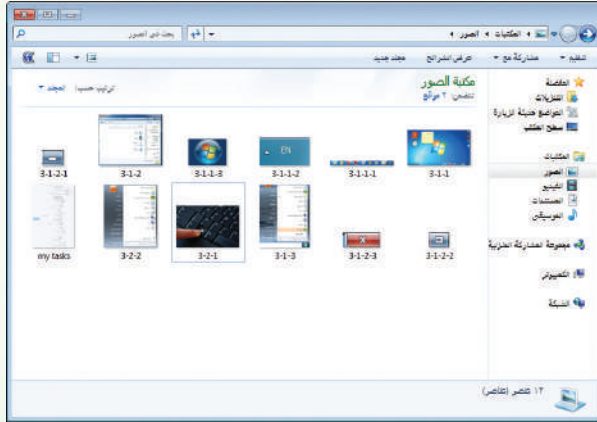 المكتبات ◂ الصور ◂
بحث في الصور
تنظيم ▾ مشاركة مع ▾ عرض الشرائح مجلد جديد
المفضلة
التنزيلات
المواضع حديثة الزيارة
سطح المكتب
المكتبات
الصور
الفيديو
المستندات
الموسيقى
مجموعة المشاركة المنزلية
الكمبيوتر
الشبكة
مكتبة الصور
تتضمن: ٢ مواقع
ترتيب حسب: المجلد ▾
3-1-1
3-1-1-1
EN
3-1-1-2
3-1-1-3
3-1-2
3-1-2-1
3-1-2-2
3-1-2-3
3-1-3
3-2-1
3-2-2
my tasks
١٢ عنصر (عناصر)